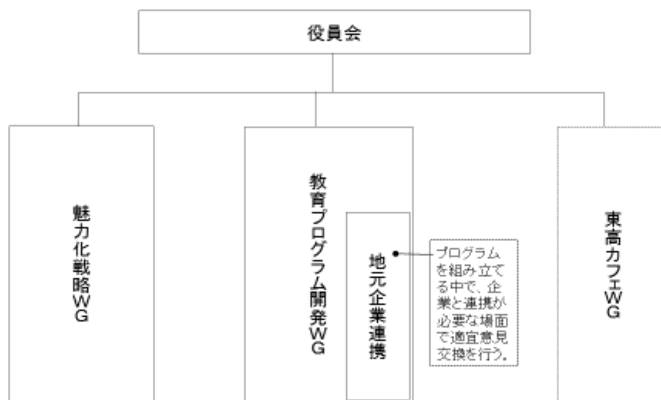 役員会
魅力化戦略WG
教育プログラム開発WG
地元企業連携
プログラム
を組み立て
る中で、企
業と連携が
必要な場面
で適宜意見
交換を行う。
東高カフェWG